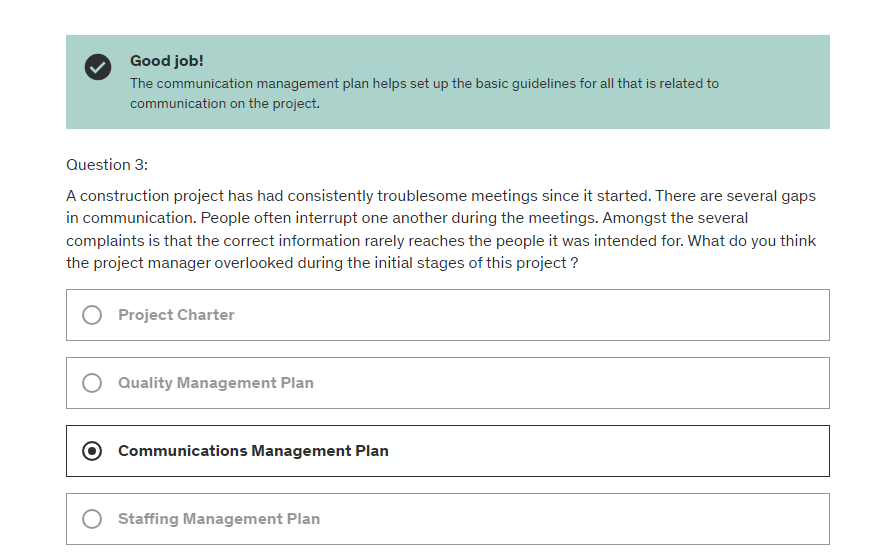 Good job!
The communication management plan helps set up the basic guidelines for all that is related to
communication on the project.
Question 3:
A construction project has had consistently troublesome meetings since it started. There are several gaps
in communication. People often interrupt one another during the meetings. Amongst the several
complaints is that the correct information rarely reaches the people it was intended for. What do you think
the project manager overlooked during the initial stages of this project ?
Project Charter
Quality Management Plan
Communications Management Plan
Staffing Management Plan